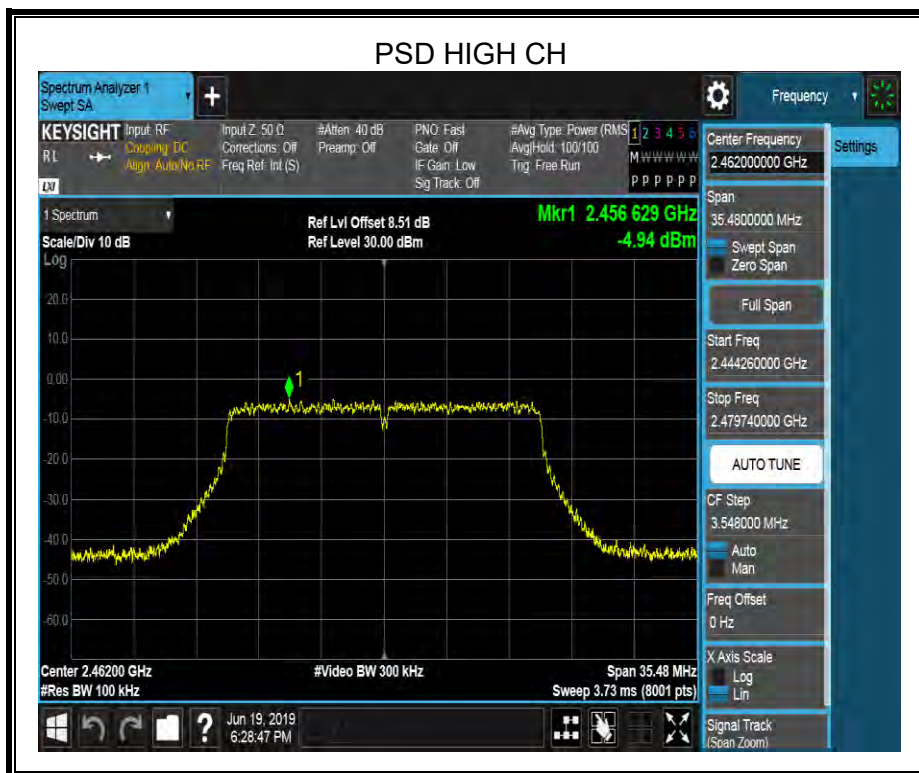 PSD HIGH CH
Spectrum Analyzer 1
Swept SA
Frequency
KEYSIGHT
RL
LXI
Input: RF
Coupling: DC
Align: Auto/No RF
Input Z: 50 Ω
Corrections: Off
Freq Ref: Int (S)
#Atten: 40 dB
Preamp: Off
PNO: Fast
Gate: Off
IF Gain: Low
Sig Track: Off
#Avg Type: Power (RMS
Avg|Hold: 100/100
Trig: Free Run
1 2 3 4 5 6
M W W W W W
P P P P P P
1 Spectrum
Scale/Div 10 dB
Ref Lvl Offset 8.51 dB
Ref Level 30.00 dBm
Mkr1 2.456 629 GHz
-4.94 dBm
Log
20.0
10.0
0.00
-10.0
-20.0
-30.0
-40.0
-50.0
-60.0
1
Center 2.46200 GHz
#Res BW 100 kHz
#Video BW 300 kHz
Span 35.48 MHz
Sweep 3.73 ms (8001 pts)
Jun 19, 2019
6:28:47 PM
Center Frequency
2.462000000 GHz
Settings
Span
35.4800000 MHz
Swept Span
Zero Span
Full Span
Start Freq
2.444260000 GHz
Stop Freq
2.479740000 GHz
AUTO TUNE
CF Step
3.548000 MHz
Auto
Man
Freq Offset
0 Hz
X Axis Scale
Log
Lin
Signal Track
(Span Zoom)